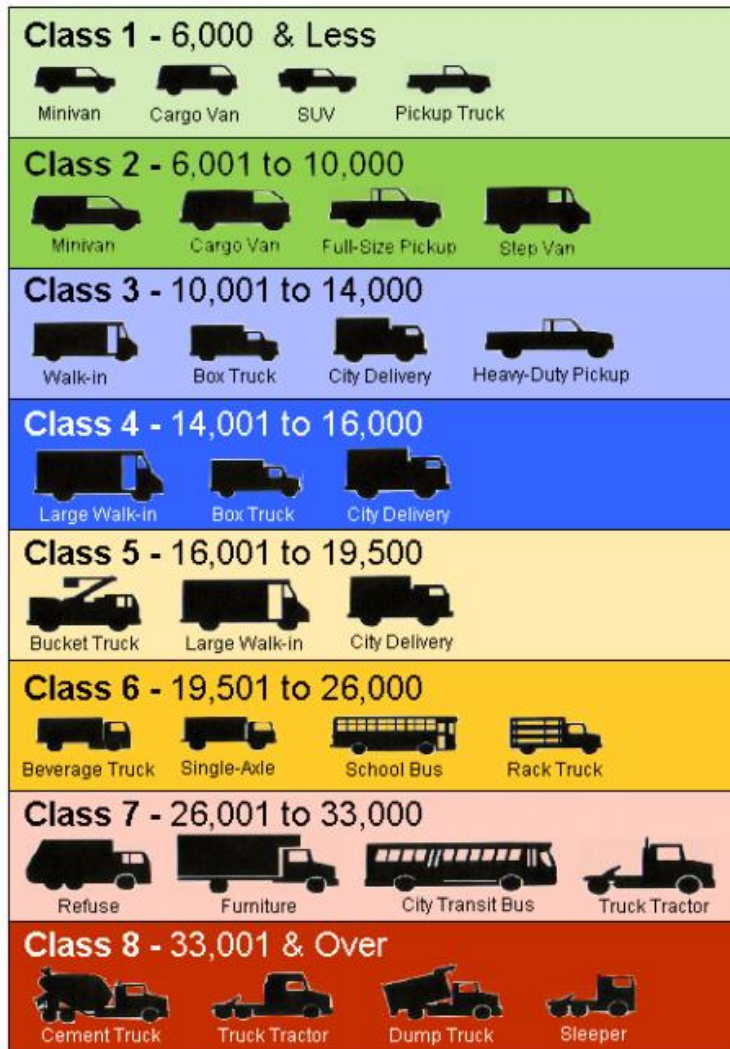 Class 1 - 6,000 & Less
Minivan Cargo Van SUV Pickup Truck
Class 2 - 6,001 to 10,000
Minivan Cargo Van Full-Size Pickup Step Van
Class 3 - 10,001 to 14,000
Walk-in Box Truck City Delivery Heavy-Duty Pickup
Class 4 - 14,001 to 16,000
Large Walk-in Box Truck City Delivery
Class 5 - 16,001 to 19,500
Bucket Truck Large Walk-in City Delivery
Class 6 - 19,501 to 26,000
Beverage Truck Single-Axle School Bus Rack Truck
Class 7 - 26,001 to 33,000
Refuse Furniture City Transit Bus Truck Tractor
Class 8 - 33,001 & Over
Cement Truck Truck Tractor Dump Truck Sleeper